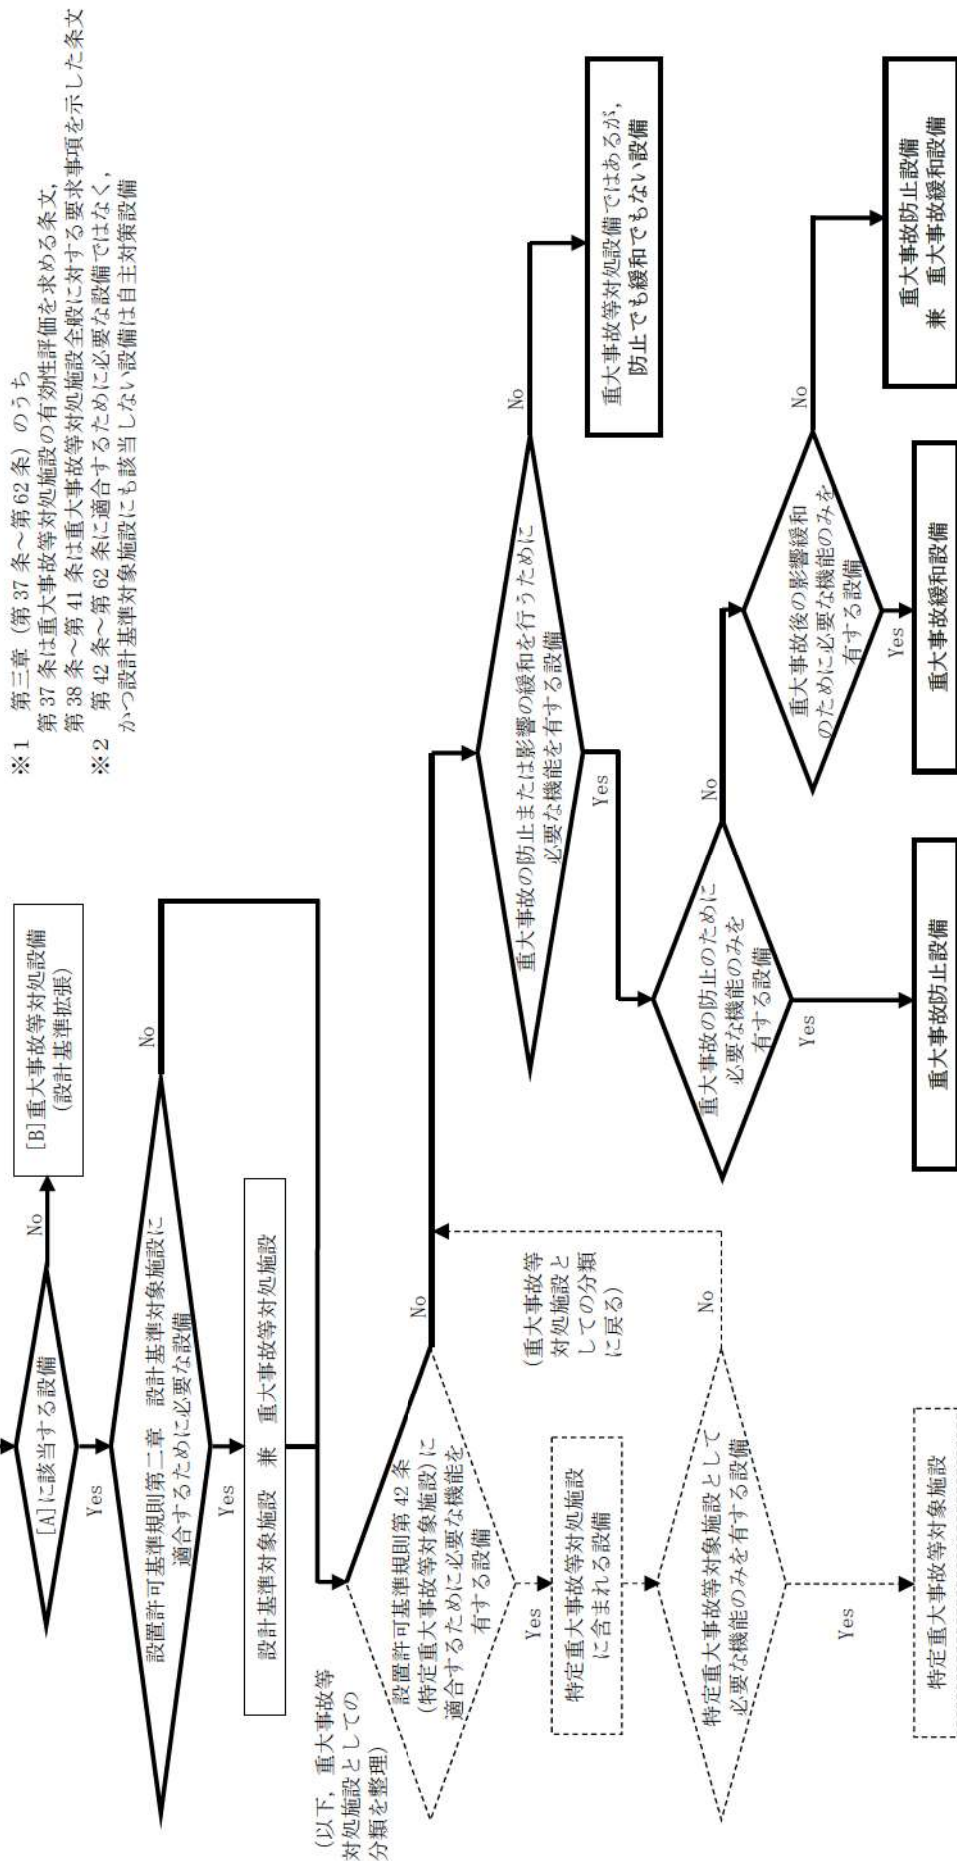 ※1 第三章（第37条～第62条）のうち
第37条は重大事故等対処施設の有効性評価を求める条文,
第38条～第41条は重大事故等対処施設全般に対する要求事項を示した条文
※2 第42条～第62条に適合するために必要な設備ではなく,
かつ設計基準対象施設にも該当しない設備は自主対策設備
[A]に該当する設備
No
[B]重大事故等対処設備
(設計基準拡張)
Yes
設置許可基準規則第二章 設計基準対象施設に
適合するために必要な設備
No
Yes
設計基準対象施設 兼 重大事故等対処施設
(以下, 重大事故等
対処施設としての
分類を整理)
設置許可基準規則第42条
(特定重大事故等対象施設)に
適合するために必要な機能を
有する設備
No
Yes
特定重大事故等対処施設
に含まれる設備
(重大事故等
対処施設と
しての分類
に戻る)
特定重大事故等対象施設として
必要な機能のみを有する設備
No
Yes
特定重大事故等対象施設
重大事故の防止または影響の緩和を行うために
必要な機能を有する設備
No
重大事故等対処設備ではあるが,
防止でも緩和でもない設備
Yes
重大事故の防止のために
必要な機能のみを
有する設備
No
Yes
重大事故防止設備
重大事故後の影響緩和
のために必要な機能のみを
有する設備
No
Yes
重大事故緩和設備
重大事故防止設備
兼 重大事故緩和設備